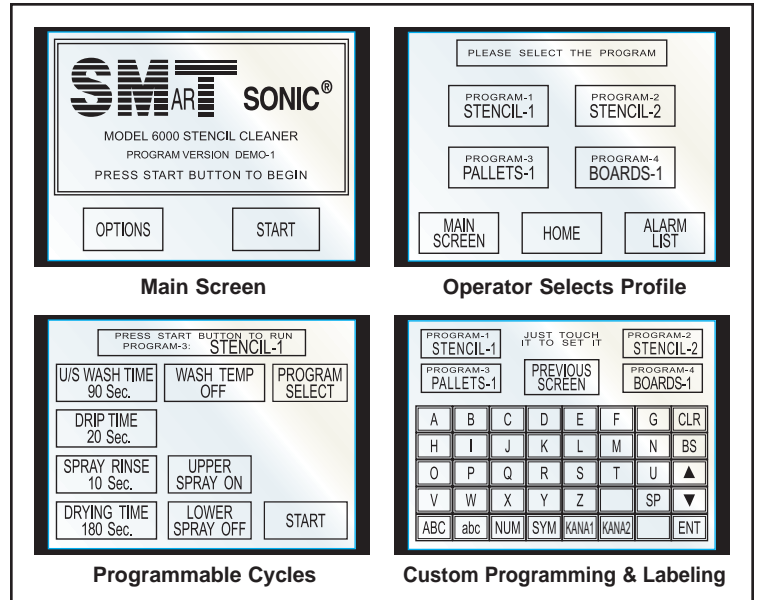 SMarT SONIC®
MODEL 6000 STENCIL CLEANER
PROGRAM VERSION DEMO-1
PRESS START BUTTON TO BEGIN
OPTIONS START
Main Screen
PLEASE SELECT THE PROGRAM
PROGRAM-1 PROGRAM-2
STENCIL-1 STENCIL-2
PROGRAM-3 PROGRAM-4
PALLETS-1 BOARDS-1
MAIN SCREEN HOME ALARM LIST
Operator Selects Profile
PRESS START BUTTON TO RUN
PROGRAM-3: STENCIL-1
U/S WASH TIME WASH TEMP PROGRAM
90 Sec. OFF SELECT
DRIP TIME
20 Sec.
SPRAY RINSE UPPER
10 Sec. SPRAY ON
DRYING TIME LOWER START
180 Sec. SPRAY OFF
Programmable Cycles
PROGRAM-1 JUST TOUCH PROGRAM-2
STENCIL-1 IT TO SET IT STENCIL-2
PROGRAM-3 PREVIOUS PROGRAM-4
PALLETS-1 SCREEN BOARDS-1
A B C D E F G CLR
H I J K L M N BS
O P Q R S T U ▲
V W X Y Z SP ▼
ABC abc NUM SYM KANA1 KANA2 ENT
Custom Programming & Labeling